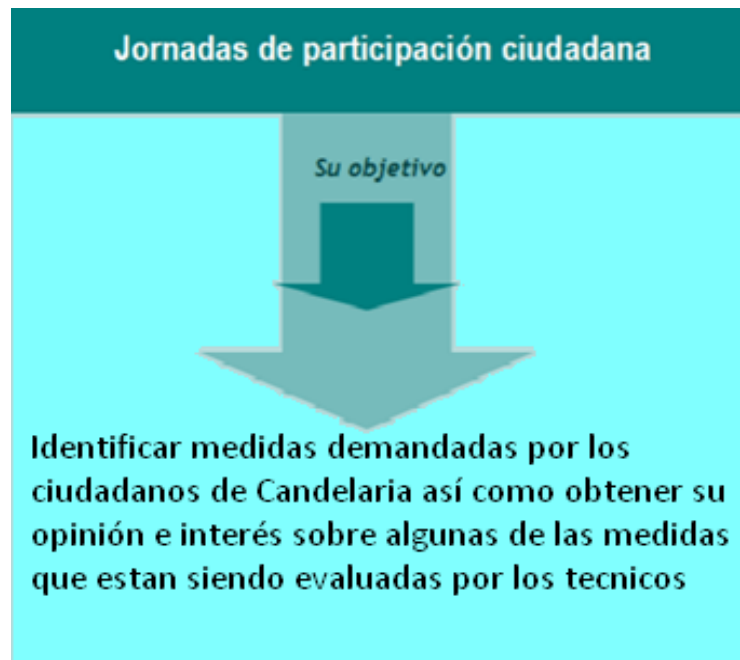 Jornadas de participación ciudadana
Su objetivo
Identificar medidas demandadas por los
ciudadanos de Candelaria así como obtener su
opinión e interés sobre algunas de las medidas
que estan siendo evaluadas por los tecnicos